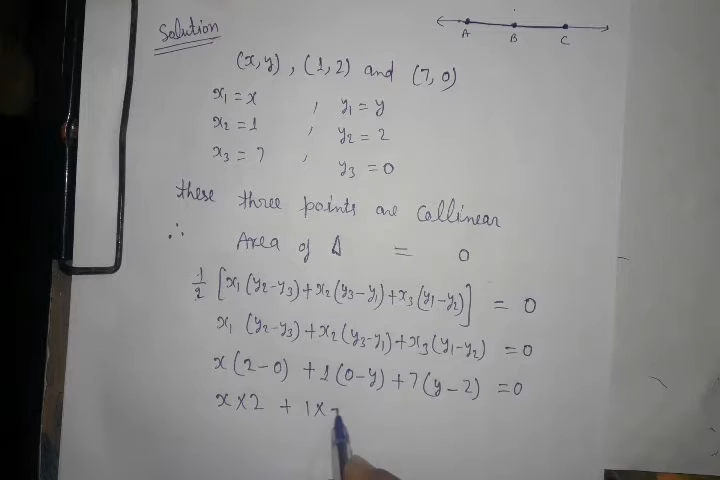 Solution
A B C
(x, y) , (1, 2) and (7, 0)
x₁ = x , y₁ = y
x₂ = 1 , y₂ = 2
x₃ = 7 , y₃ = 0
these three points are collinear
∴ Area of Δ = 0
1/2 [x₁(y₂-y₃)+x₂(y₃-y₁)+x₃(y₁-y₂)] = 0
x₁ (y₂-y₃)+x₂(y₃-y₁)+x₃(y₁-y₂) = 0
x(2-0) + 1(0-y)+7(y-2) = 0
x×2 + 1×-